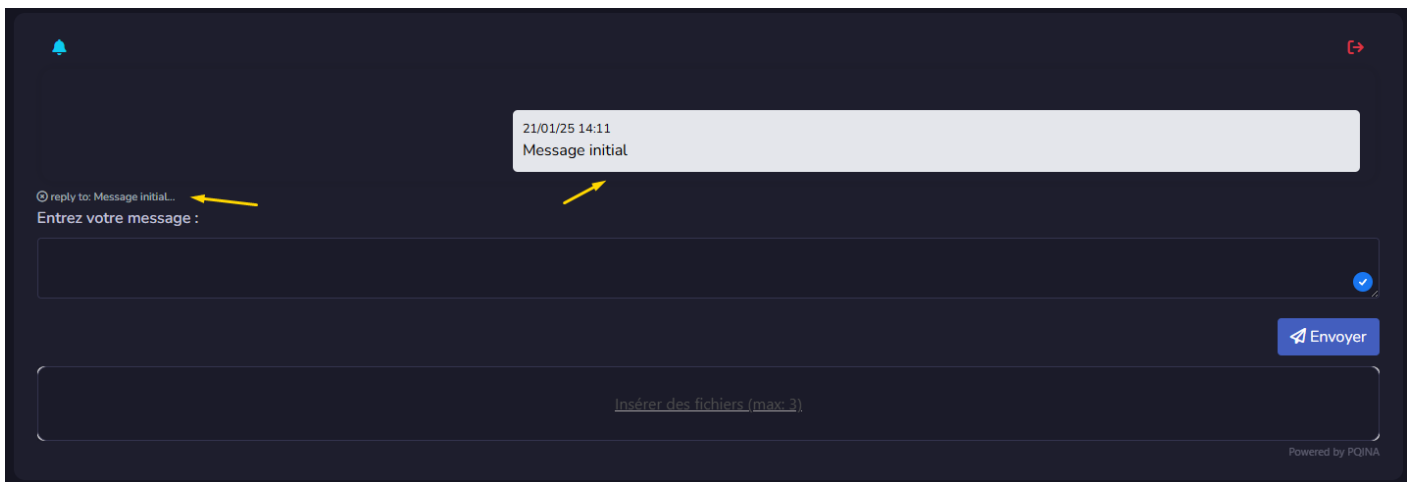 21/01/25 14:11
Message initial
reply to: Message initial...
Entrez votre message :
Envoyer
Insérer des fichiers (max: 3)
Powered by PQINA